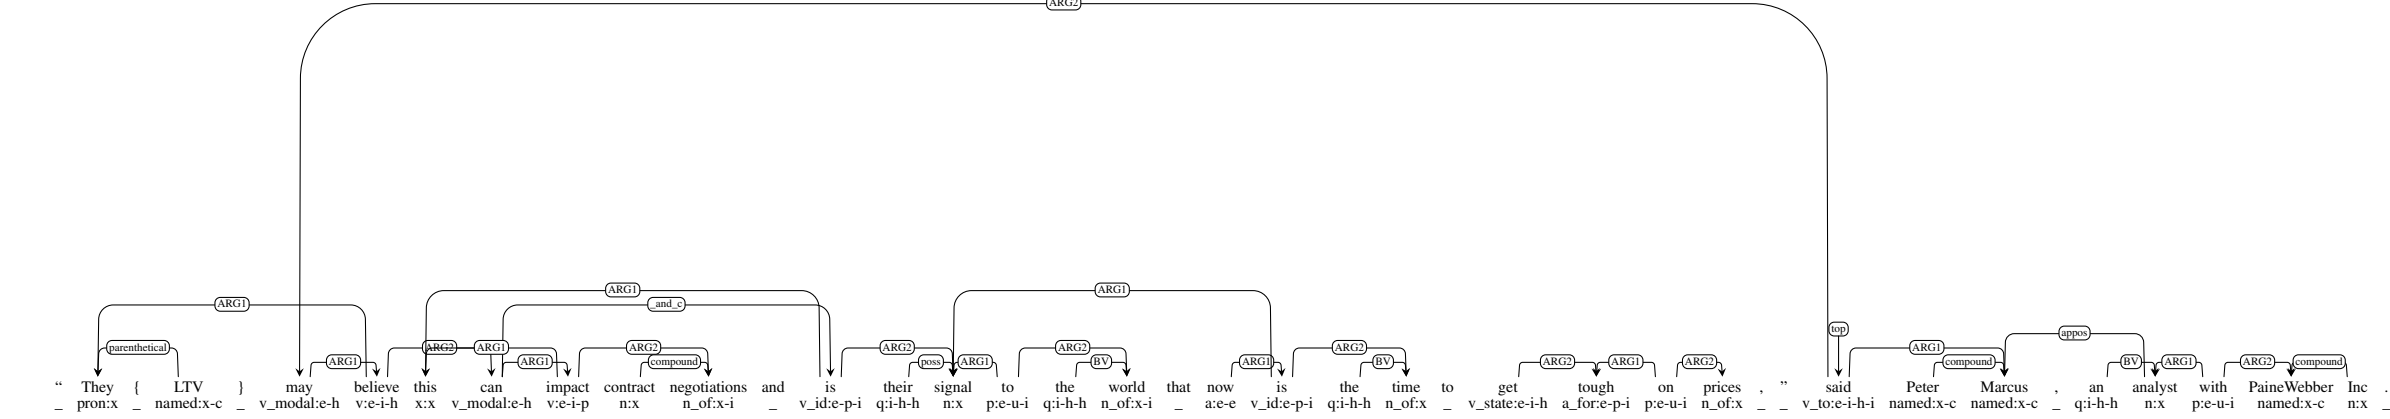 ARG2
ARG1 _and_c ARG1
ARG1
top
appos
parenthetical ARG2 ARG1 ARG2 ARG2 ARG2 ARG2 ARG1
ARG1 ARG1 compound poss ARG1 BV ARG1 BV ARG2 ARG1 ARG2 compound BV ARG1 ARG2 compound
“ They { LTV } may believe this can impact contract negotiations and is their signal to the world that now is the time to get tough on prices , ” said Peter Marcus , an analyst with PaineWebber Inc .
_ pron:x _ named:x-c _ v_modal:e-h v:e-i-h x:x v_modal:e-h v:e-i-p n:x n_of:x-i _ v_id:e-p-i q:i-h-h n:x p:e-u-i q:i-h-h n_of:x-i _ a:e-e v_id:e-p-i q:i-h-h n_of:x _ v_state:e-i-h a_for:e-p-i p:e-u-i n_of:x _ _ v_to:e-i-h-i named:x-c named:x-c _ q:i-h-h n:x p:e-u-i named:x-c n:x _